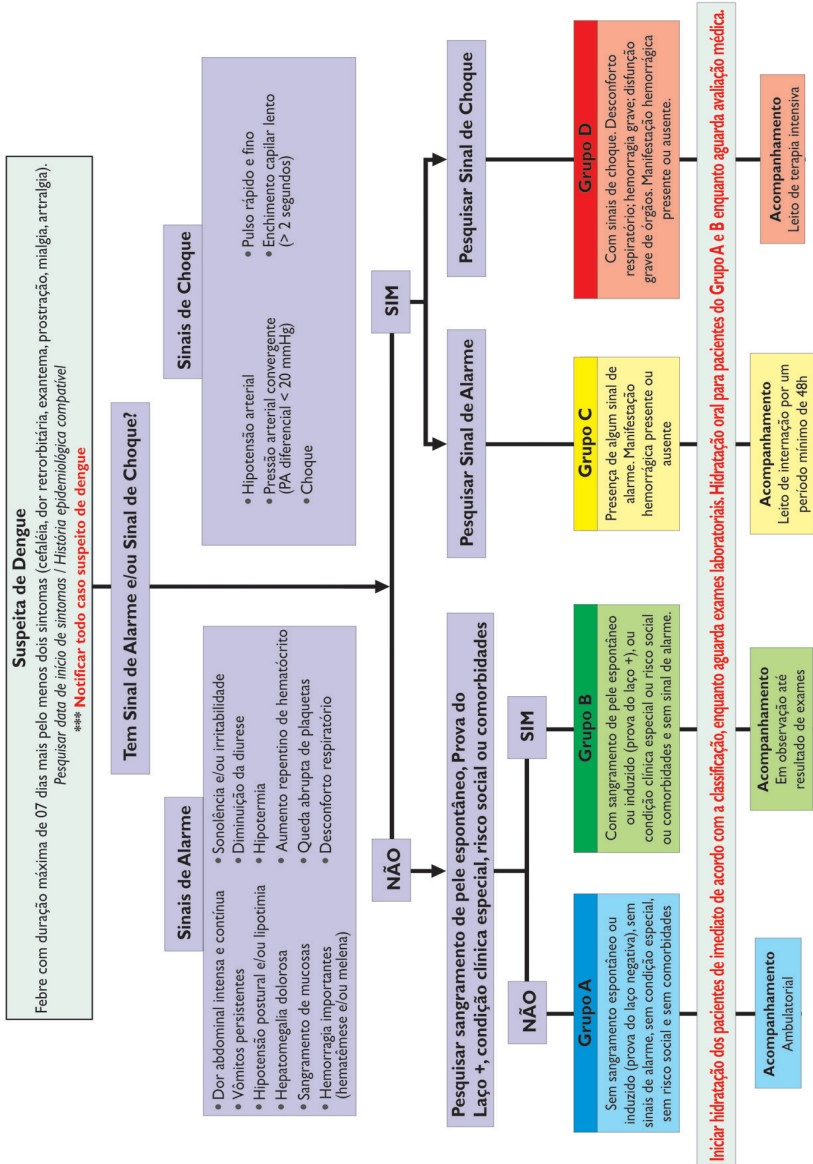 Suspeita de Dengue
Febre com duração máxima de 07 dias mais pelo menos dois sintomas (cefaléia, dor retrorbitária, exantema, prostração, mialgia, artralgia).
Pesquisar data de início de sintomas / História epidemiológica compatível
*** Notificar todo caso suspeito de dengue
Tem Sinal de Alarme e/ou Sinal de Choque?
Sinais de Alarme
• Dor abdominal intensa e contínua
• Vômitos persistentes
• Hipotensão postural e/ou lipotimia
• Hepatomegalia dolorosa
• Sangramento de mucosas
• Hemorragia importantes
(hematêmese e/ou melena)
• Sonolência e/ou irritabilidade
• Diminuição da diurese
• Hipotermia
• Aumento repentino de hematócrito
• Queda abrupta de plaquetas
• Desconforto respiratório
Sinais de Choque
• Hipotensão arterial
• Pressão arterial convergente
(PA diferencial < 20 mmHg)
• Choque
• Pulso rápido e fino
• Enchimento capilar lento
(> 2 segundos)
NÃO
SIM
Pesquisar sangramento de pele espontâneo, Prova do
Laço +, condição clínica especial, risco social ou comorbidades
Pesquisar Sinal de Alarme
Pesquisar Sinal de Choque
NÃO
SIM
Grupo A
Sem sangramento espontâneo ou
induzido (prova do laço negativa), sem
sinais de alarme, sem condição especial,
sem risco social e sem comorbidades
Grupo B
Com sangramento de pele espontâneo
ou induzido (prova do laço +), ou
condição clínica especial ou risco social
ou comorbidades e sem sinal de alarme.
Grupo C
Presença de algum sinal de
alarme. Manifestação
hemorrágica presente ou
ausente
Grupo D
Com sinais de choque. Desconforto
respiratório; hemorragia grave; disfunção
grave de órgãos. Manifestação hemorrágica
presente ou ausente.
Iniciar hidratação dos pacientes de imediato de acordo com a classificação, enquanto aguarda exames laboratoriais. Hidratação oral para pacientes do Grupo A e B enquanto aguarda avaliação médica.
Acompanhamento
Ambulatorial
Acompanhamento
Em observação até
resultado de exames
Acompanhamento
Leito de internação por um
período mínimo de 48h
Acompanhamento
Leito de terapia intensiva